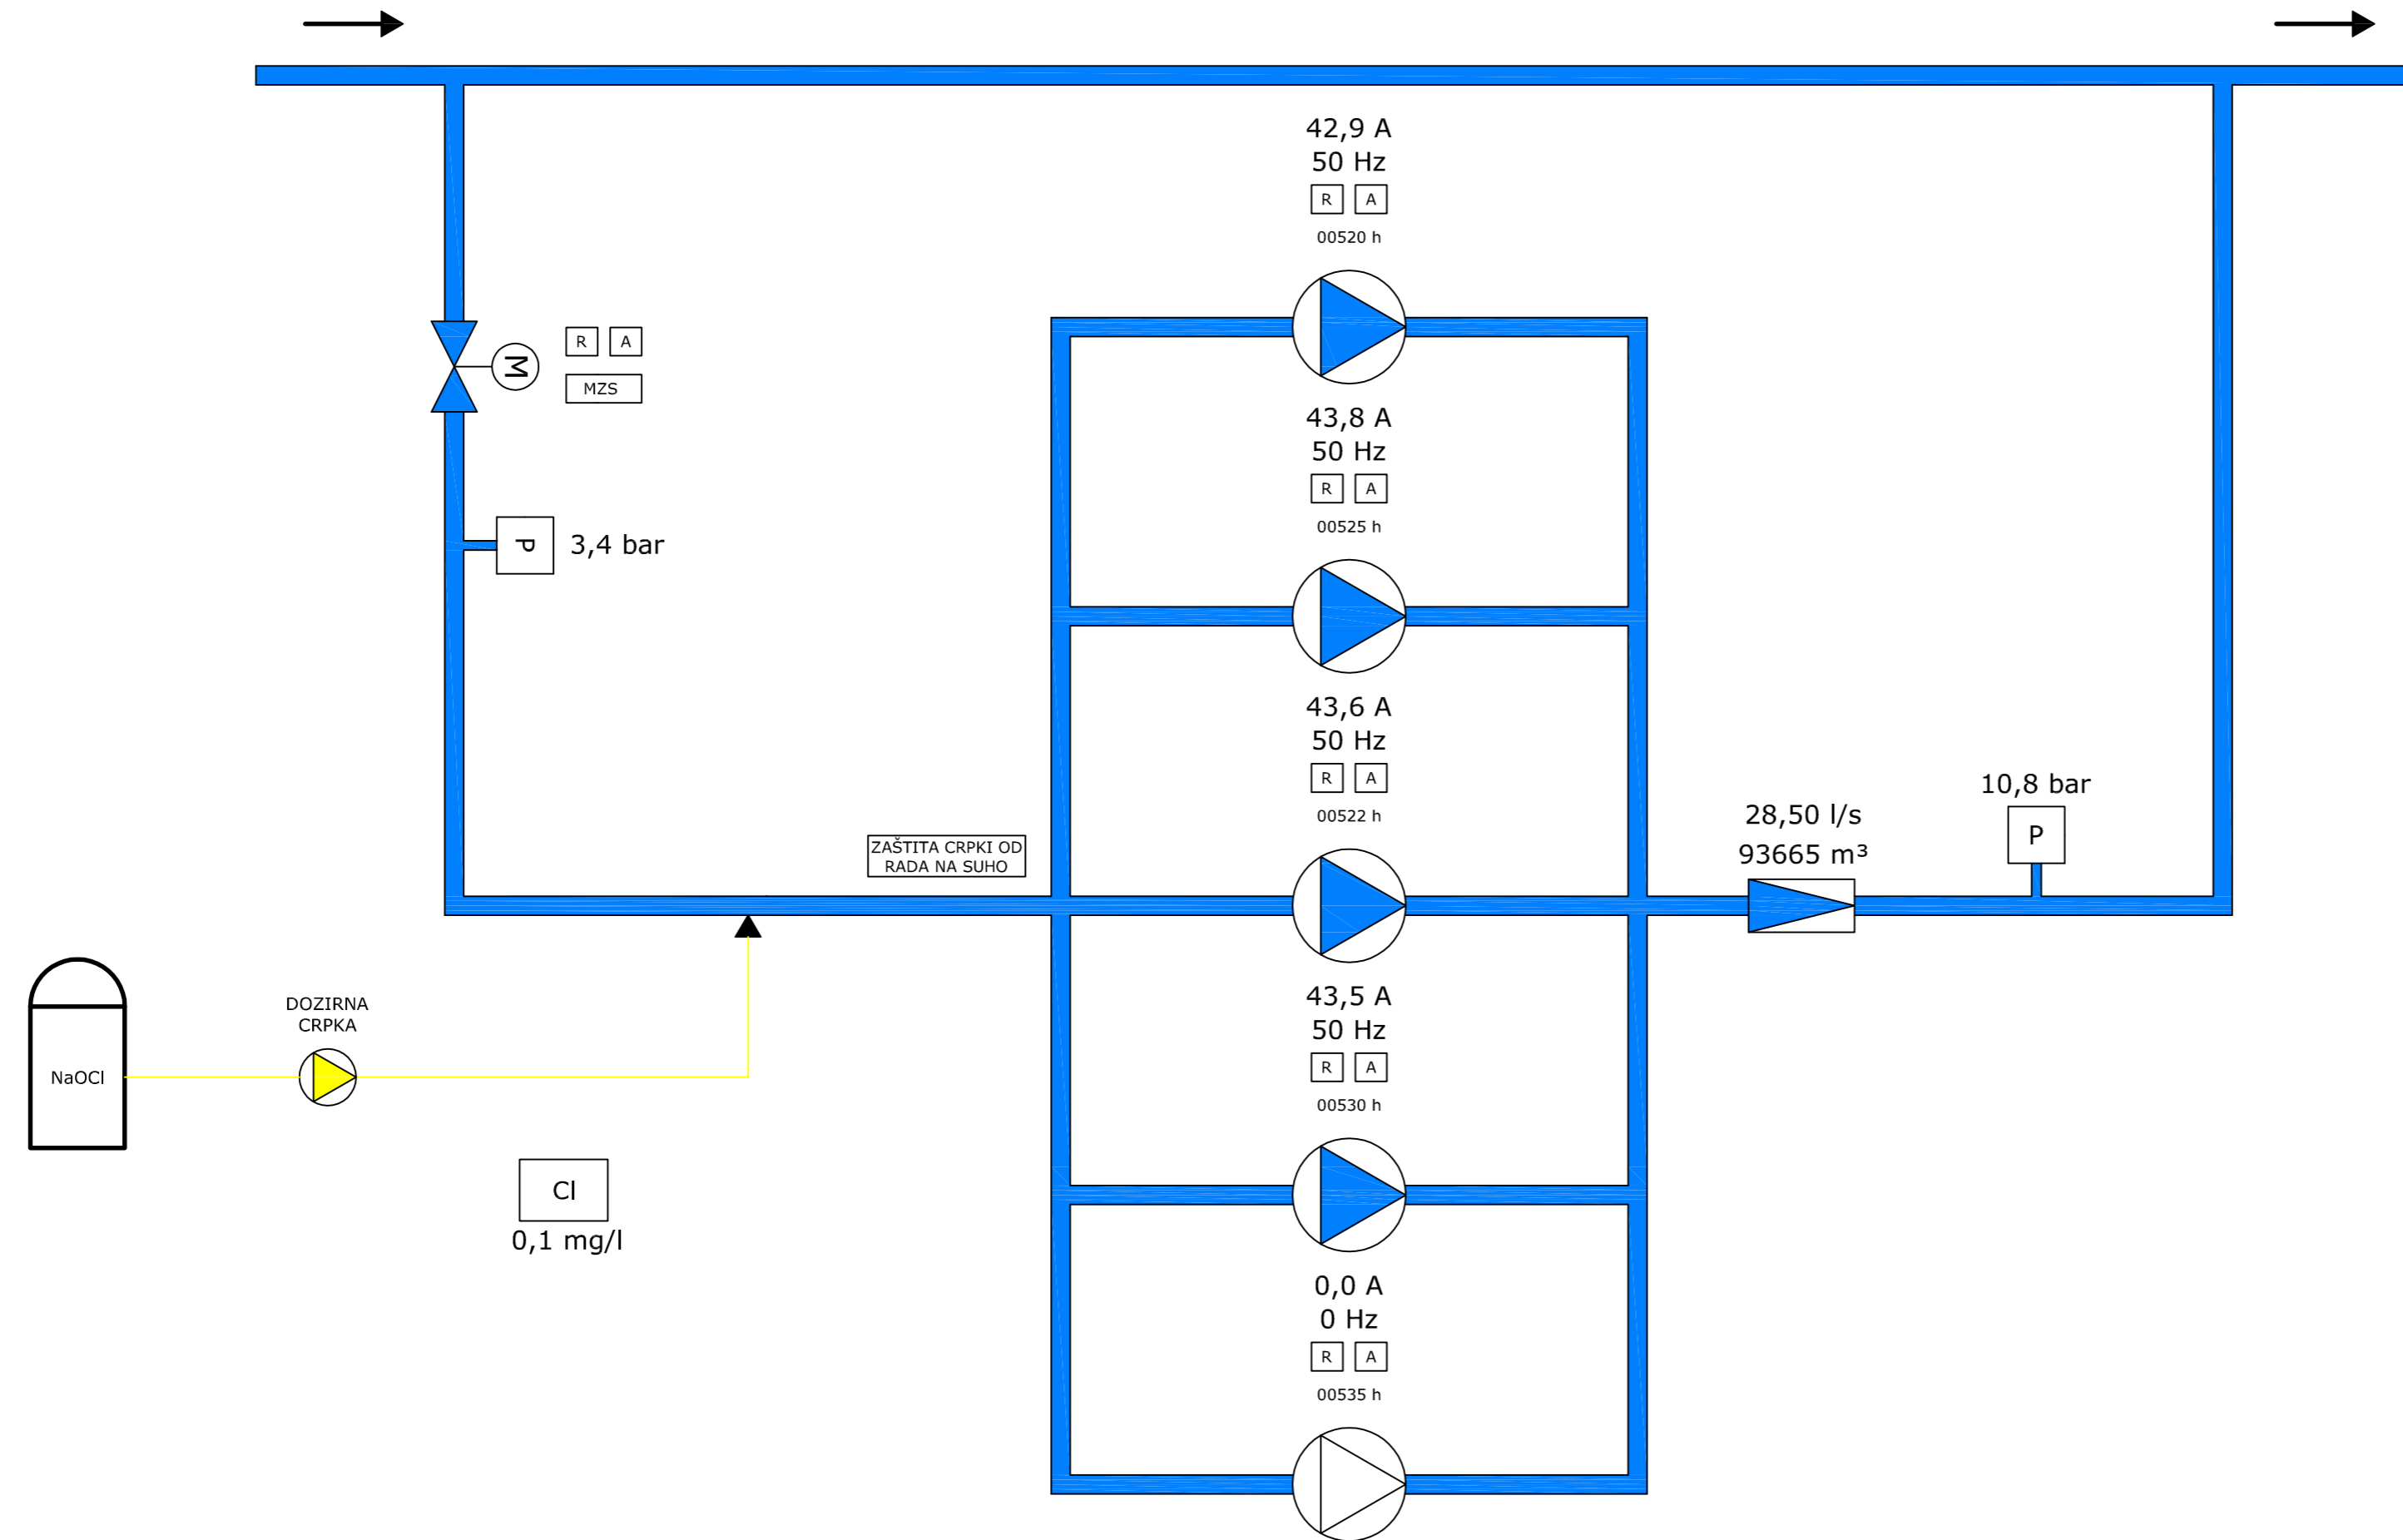 42,9 A
50 Hz
R A
00520 h
R A
M
MZS
43,8 A
50 Hz
R A
00525 h
P 3,4 bar
43,6 A
50 Hz
R A
00522 h
ZAŠTITA CRPKI OD
RADA NA SUHO
28,50 l/s
93665 m³
10,8 bar
P
NaOCl
DOZIRNA
CRPKA
43,5 A
50 Hz
R A
00530 h
Cl
0,1 mg/l
0,0 A
0 Hz
R A
00535 h